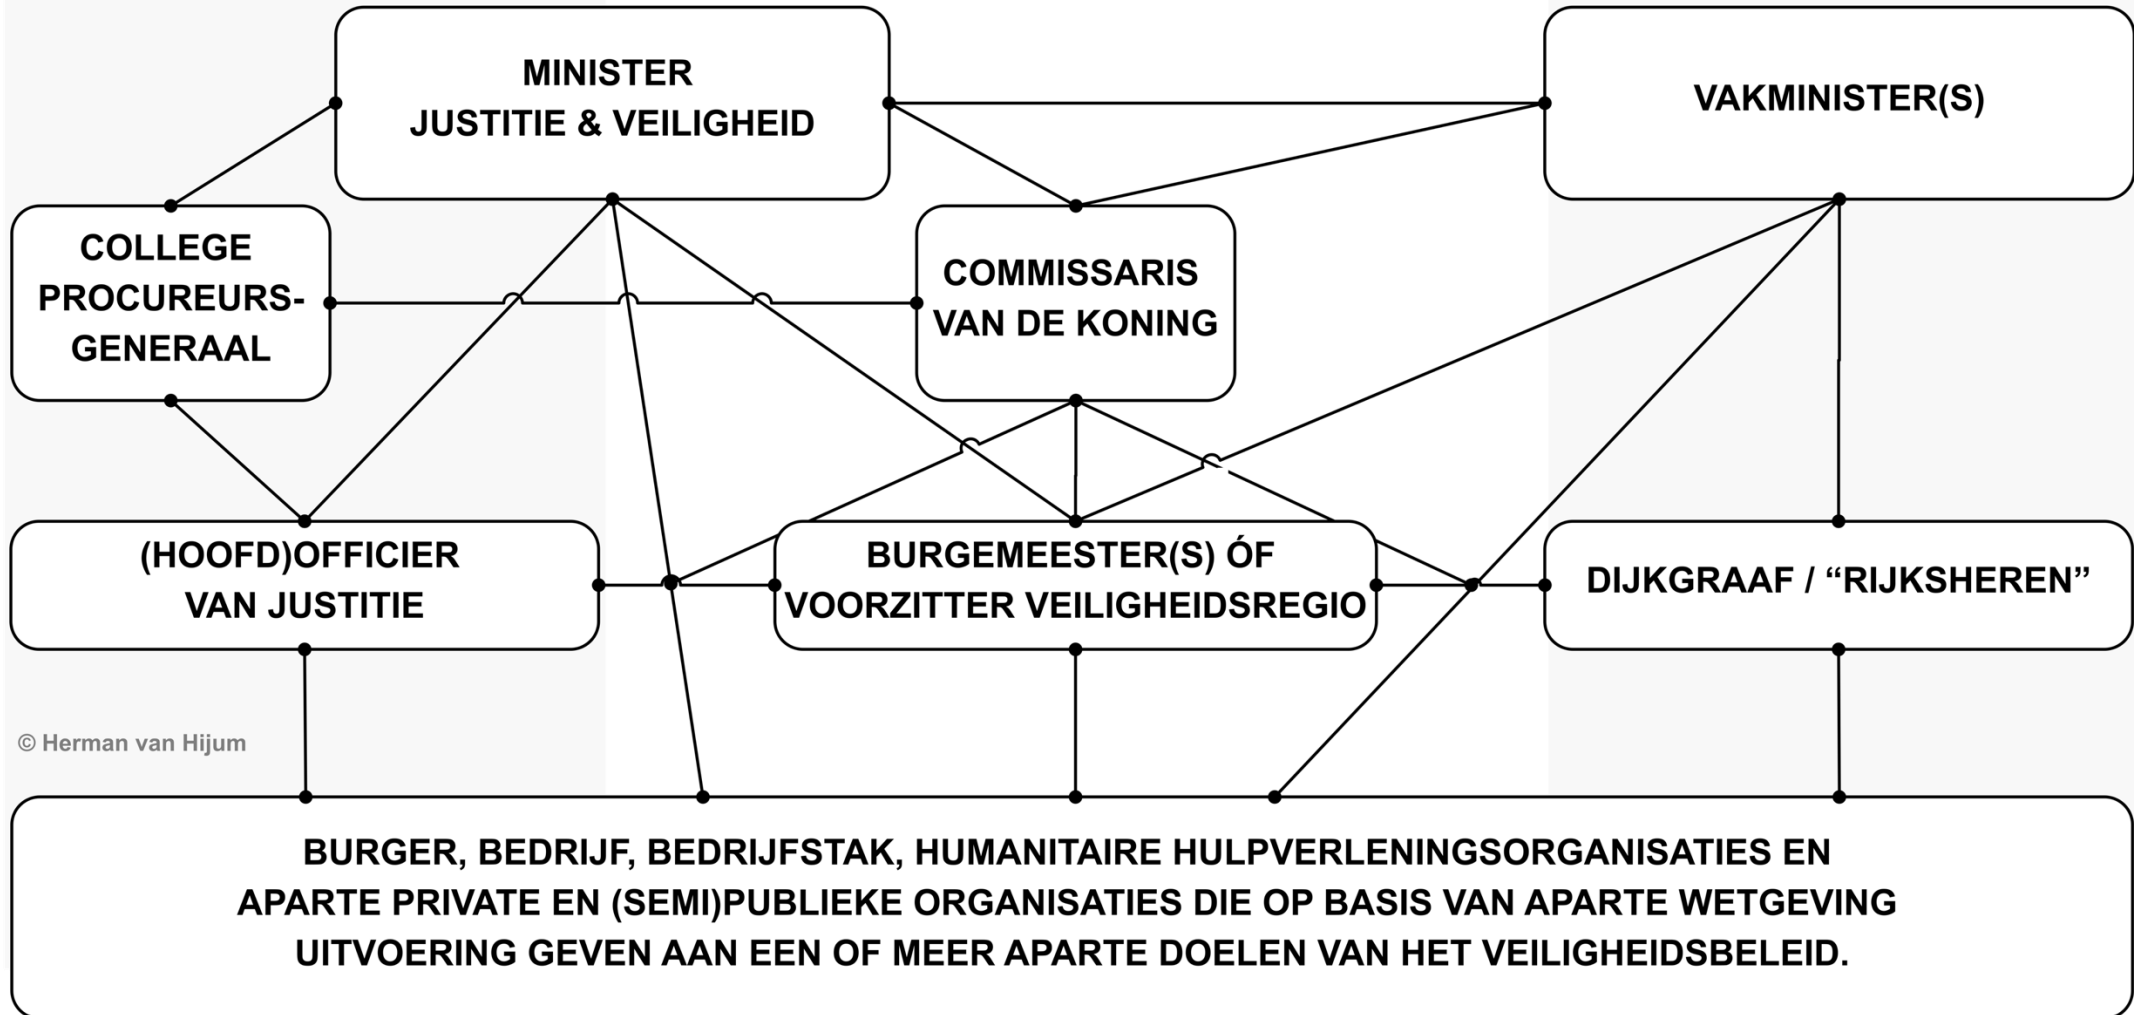 MINISTER
JUSTITIE & VEILIGHEID
VAKMINISTER(S)
COLLEGE
PROCUREURS-
GENERAAL
COMMISSARIS
VAN DE KONING
(HOOFD)OFFICIER
VAN JUSTITIE
BURGEMEESTER(S) ÓF
VOORZITTER VEILIGHEIDSREGIO
DIJKGRAAF / “RIJKSHEREN”
© Herman van Hijum
BURGER, BEDRIJF, BEDRIJFSTAK, HUMANITAIRE HULPVERLENINGSORGANISATIES EN
APARTE PRIVATE EN (SEMI)PUBLIEKE ORGANISATIES DIE OP BASIS VAN APARTE WETGEVING
UITVOERING GEVEN AAN EEN OF MEER APARTE DOELEN VAN HET VEILIGHEIDSBELEID.